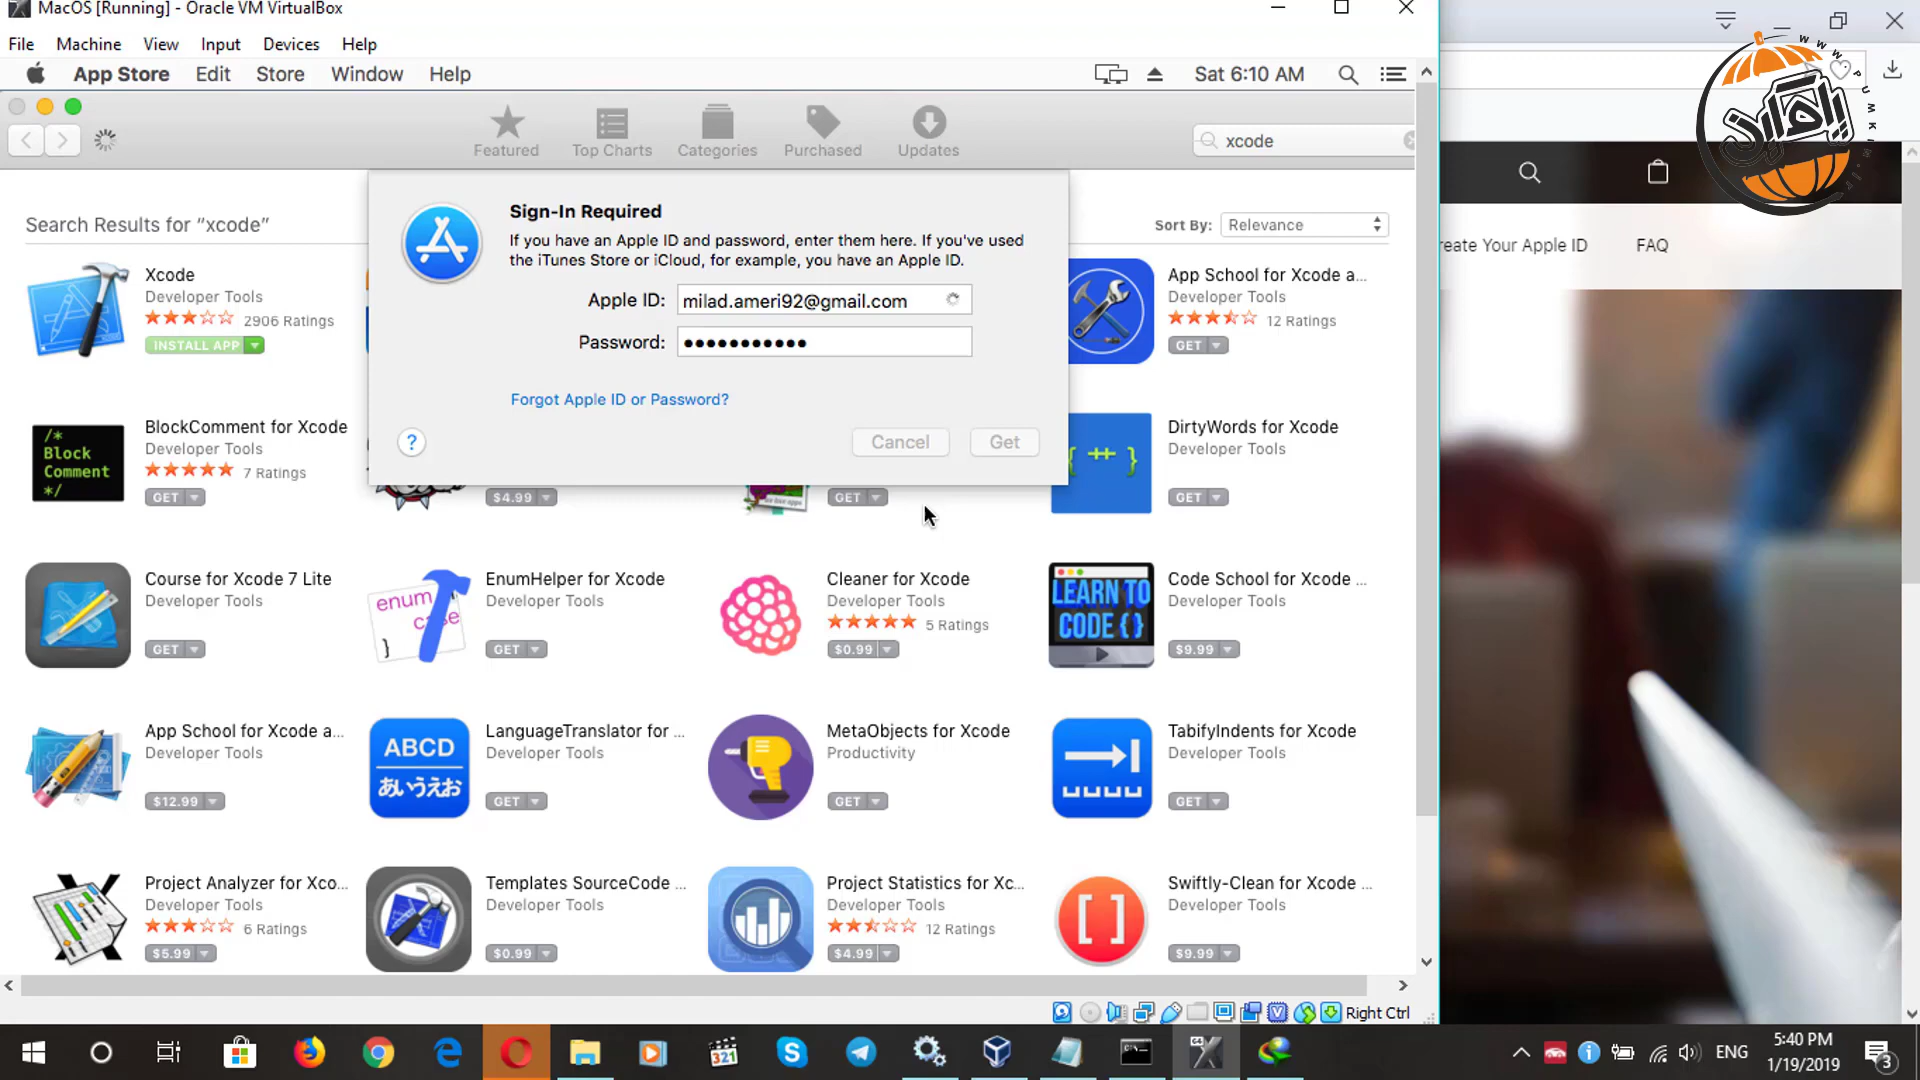 MacOS [Running] - Oracle VM VirtualBox
File Machine View Input Devices Help
App Store Edit Store Window Help
Sat 6:10 AM
Featured Top Charts Categories Purchased Updates
xcode
Search Results for “xcode”
Sort By: Relevance
Sign-In Required
If you have an Apple ID and password, enter them here. If you've used
the iTunes Store or iCloud, for example, you have an Apple ID.
Apple ID: milad.ameri92@gmail.com
Password: ●●●●●●●●●●●
Forgot Apple ID or Password?
? Cancel Get
Xcode
Developer Tools
2906 Ratings
INSTALL APP
App School for Xcode a...
Developer Tools
12 Ratings
GET
/*
Block
Comment
*/
BlockComment for Xcode
Developer Tools
7 Ratings
GET
$4.99
GET
DirtyWords for Xcode
Developer Tools
GET
Course for Xcode 7 Lite
Developer Tools
GET
enum
case
}
EnumHelper for Xcode
Developer Tools
GET
Cleaner for Xcode
Developer Tools
5 Ratings
$0.99
LEARN TO
CODE {}
Code School for Xcode ...
Developer Tools
$9.99
App School for Xcode a...
Developer Tools
$12.99
ABCD
あいうえお
LanguageTranslator for ...
Developer Tools
GET
MetaObjects for Xcode
Productivity
GET
TabifyIndents for Xcode
Developer Tools
GET
Project Analyzer for Xco...
Developer Tools
6 Ratings
$5.99
Templates SourceCode ...
Developer Tools
$0.99
Project Statistics for Xc...
Developer Tools
12 Ratings
$4.99
[ ]
Swiftly-Clean for Xcode ...
Developer Tools
$9.99
Right Ctrl
reate Your Apple ID FAQ
www.PUMKIN.ir
321
64
ENG
5:40 PM
1/19/2019
3